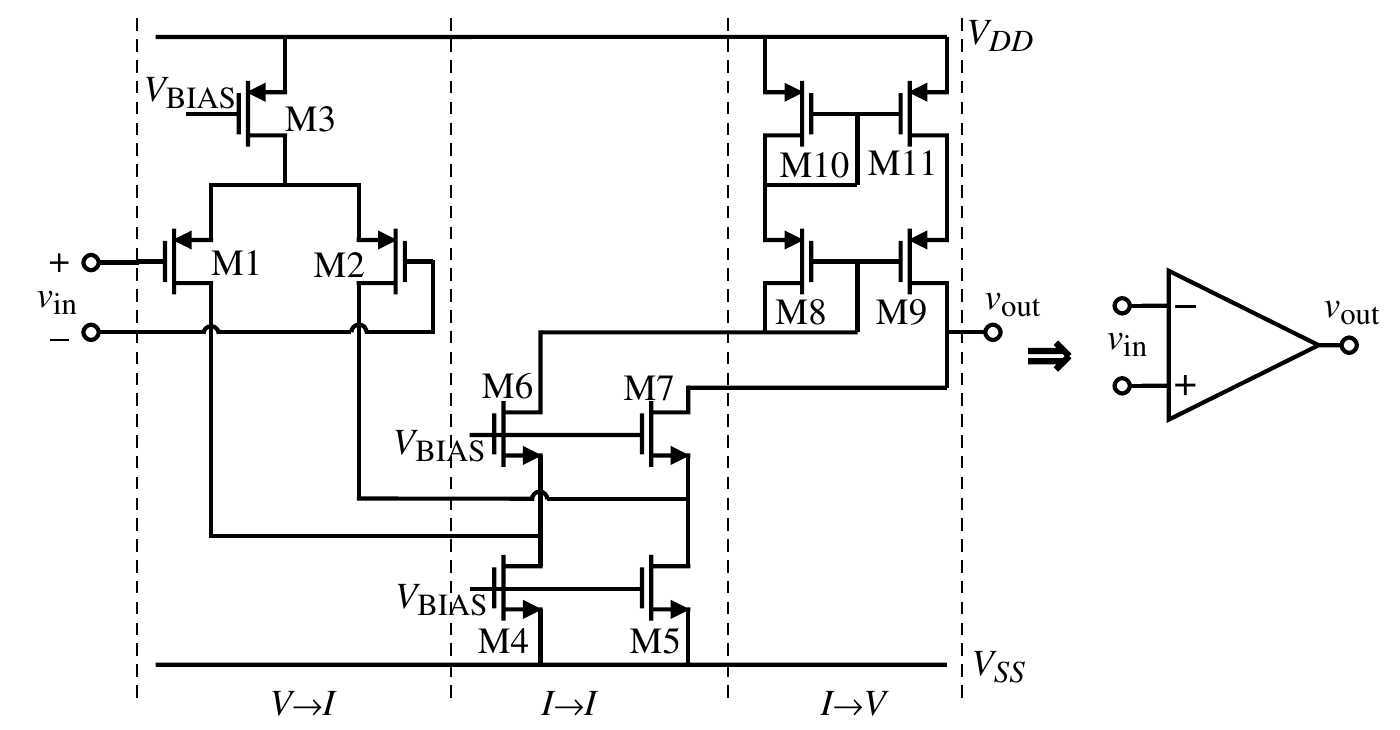 V_DD
V_BIAS
M3
M10
M11
+
M1
M2
v_in
−
M8
M9
v_out
⇒
−
v_in
+
v_out
M6
M7
V_BIAS
V_BIAS
M4
M5
V_SS
V→I
I→I
I→V